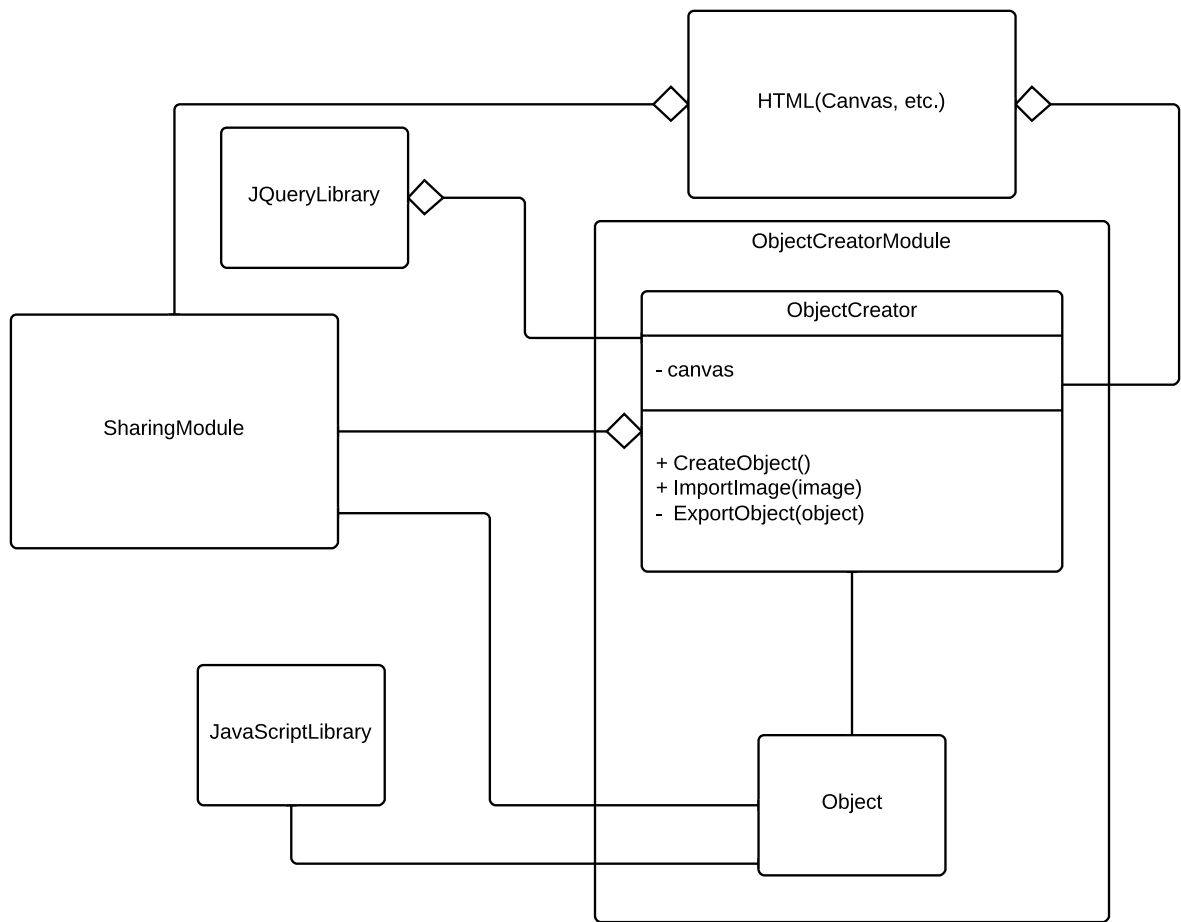 HTML(Canvas, etc.)
JQueryLibrary
ObjectCreatorModule
ObjectCreator
- canvas
SharingModule
+ CreateObject()
+ ImportImage(image)
- ExportObject(object)
JavaScriptLibrary
Object